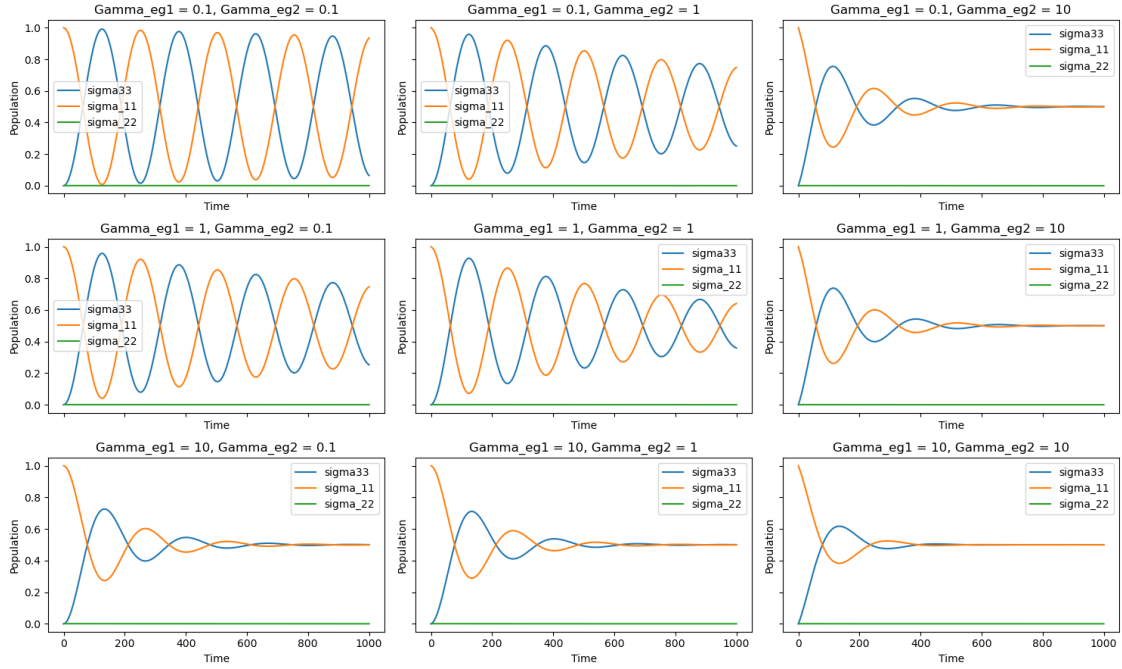 Gamma_eg1 = 0.1, Gamma_eg2 = 0.1
1.0
0.8
0.6
0.4
0.2
0.0
Population
sigma33
sigma_11
sigma_22
Time
Gamma_eg1 = 0.1, Gamma_eg2 = 1
Population
sigma33
sigma_11
sigma_22
Time
Gamma_eg1 = 0.1, Gamma_eg2 = 10
Population
sigma33
sigma_11
sigma_22
Time
Gamma_eg1 = 1, Gamma_eg2 = 0.1
1.0
0.8
0.6
0.4
0.2
0.0
Population
sigma33
sigma_11
sigma_22
Time
Gamma_eg1 = 1, Gamma_eg2 = 1
Population
sigma33
sigma_11
sigma_22
Time
Gamma_eg1 = 1, Gamma_eg2 = 10
Population
sigma33
sigma_11
sigma_22
Time
Gamma_eg1 = 10, Gamma_eg2 = 0.1
1.0
0.8
0.6
0.4
0.2
0.0
Population
sigma33
sigma_11
sigma_22
0 200 400 600 800 1000
Time
Gamma_eg1 = 10, Gamma_eg2 = 1
Population
sigma33
sigma_11
sigma_22
0 200 400 600 800 1000
Time
Gamma_eg1 = 10, Gamma_eg2 = 10
Population
sigma33
sigma_11
sigma_22
0 200 400 600 800 1000
Time